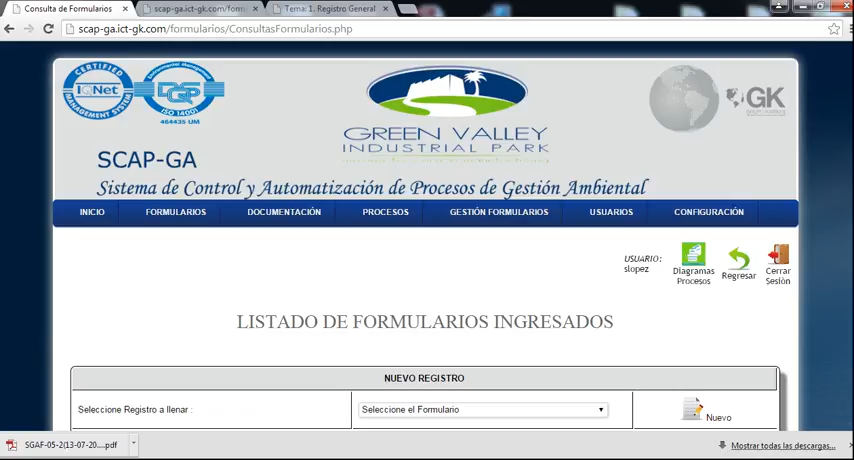 Consulta de Formularios
scap-ga.ict-gk.com/form
Tema: 1. Registro General
scap-ga.ict-gk.com/formularios/ConsultasFormularios.php
CERTIFIED
IQNet
MANAGEMENT SYSTEM
DQS
ISO 14001
464435 UM
GREEN VALLEY
INDUSTRIAL PARK
GK
SCAP-GA
Sistema de Control y Automatización de Procesos de Gestión Ambiental
INICIO FORMULARIOS DOCUMENTACIÓN PROCESOS GESTIÓN FORMULARIOS USUARIOS CONFIGURACIÓN
USUARIO:
slopez
Diagramas
Procesos
Regresar
Cerrar
Sesión
LISTADO DE FORMULARIOS INGRESADOS
NUEVO REGISTRO
Seleccione Registro a llenar :
Seleccione el Formulario
Nuevo
SGAF-05-2(13-07-20....pdf
Mostrar todas las descargas...